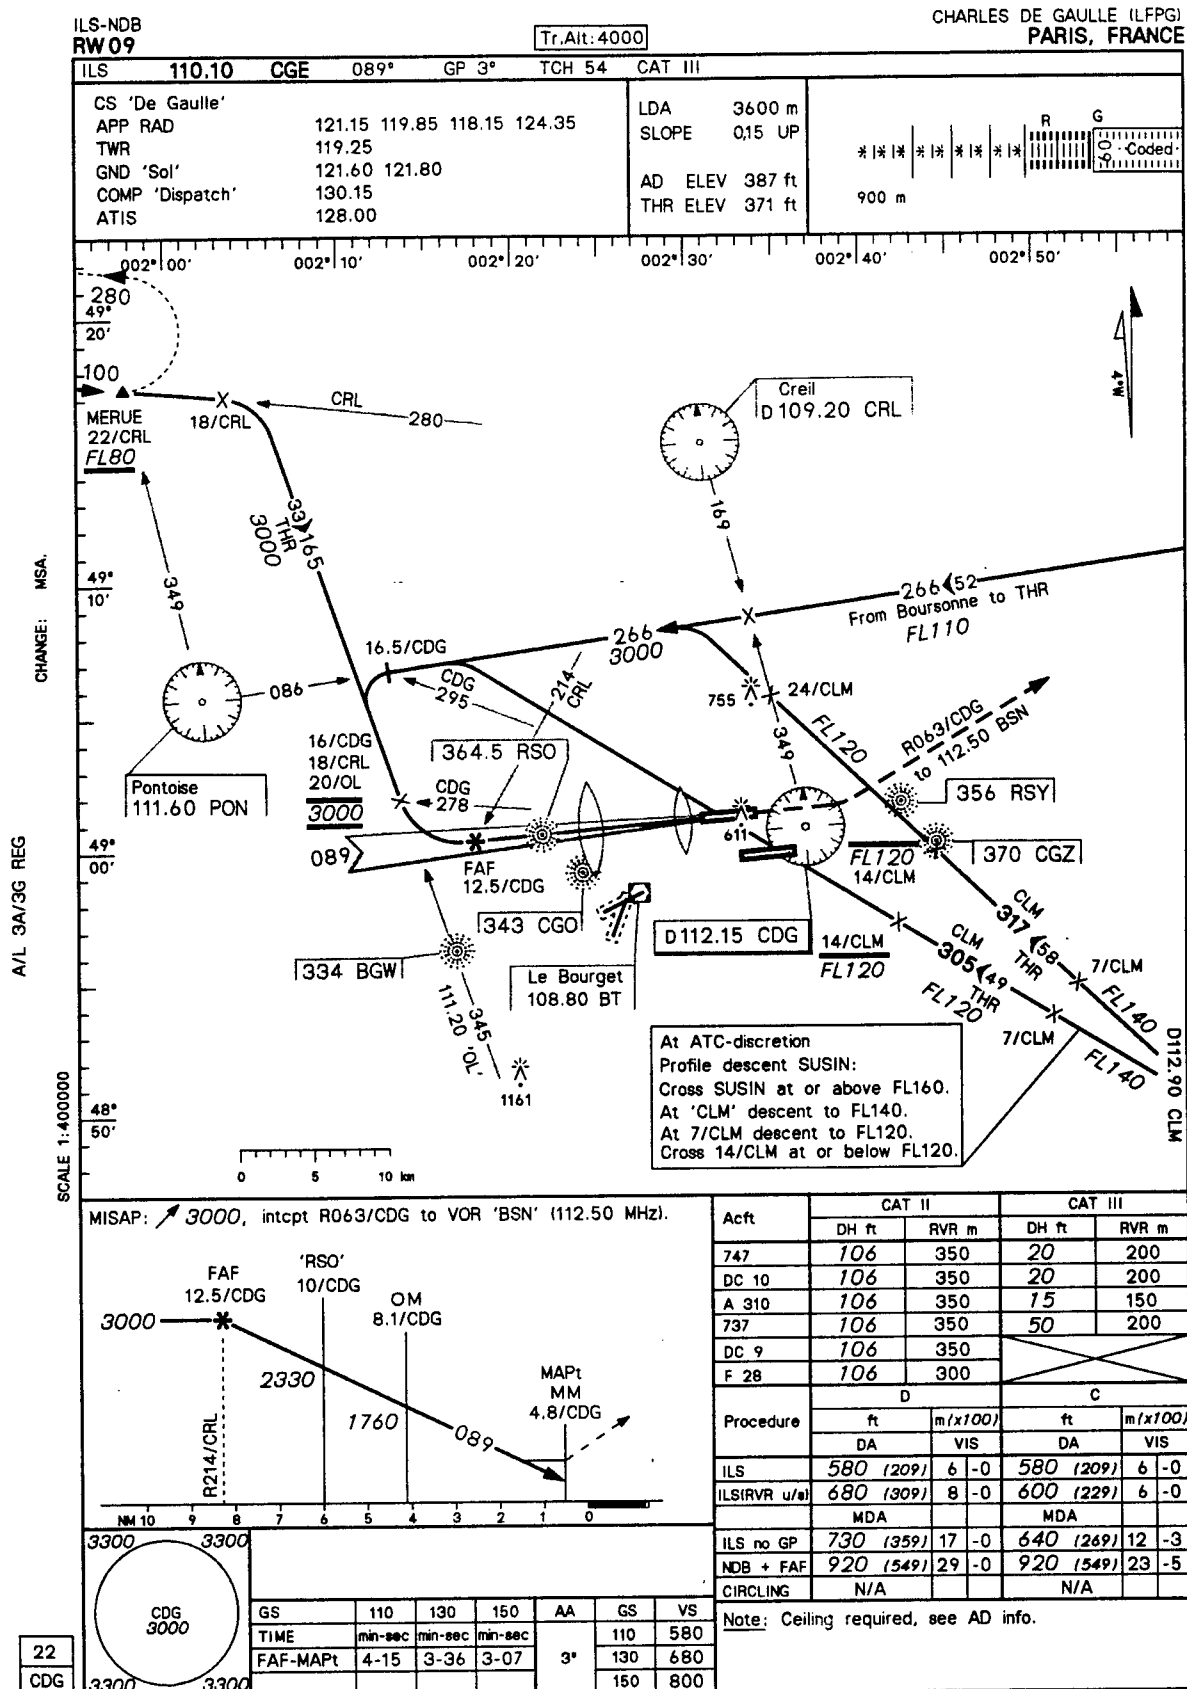 ILS-NDB
RW 09
Tr.Alt: 4000
CHARLES DE GAULLE (LFPG)
PARIS, FRANCE
ILS 110.10 CGE 089° GP 3° TCH 54 CAT III
CS 'De Gaulle'
APP RAD 121.15 119.85 118.15 124.35
TWR 119.25
GND 'Sol' 121.60 121.80
COMP 'Dispatch' 130.15
ATIS 128.00
LDA 3600 m
SLOPE 0,15 UP
AD ELEV 387 ft
THR ELEV 371 ft
R G
09 Coded
900 m
002° 00' 002° 10' 002° 20' 002° 30' 002° 40' 002° 50'
280
49°
20'
100
MERUE
22/CRL
FL80
18/CRL
CRL
280
Creil
D 109.20 CRL
4°W
169
33 165
THR
3000
349
49°
10'
266 52
From Boursonne to THR
FL110
266
3000
16.5/CDG
086
CDG
295
214
CRL
755
24/CLM
FL120
349
R063/CDG
to 112.50 BSN
Pontoise
111.60 PON
16/CDG
18/CRL
20/OL
3000
364.5 RSO
CDG
278
356 RSY
370 CGZ
611
089
49°
00'
FAF
12.5/CDG
FL120
14/CLM
343 CGO
D 112.15 CDG
334 BGW
Le Bourget
108.80 BT
14/CLM
FL120
CLM
317 58
THR
7/CLM
FL140
CLM
305 49
THR
FL120
7/CLM
FL140
345
111.20 'OL'
1161
D112.90 CLM
At ATC-discretion
Profile descent SUSIN:
Cross SUSIN at or above FL160.
At 'CLM' descent to FL140.
At 7/CLM descent to FL120.
Cross 14/CLM at or below FL120.
48°
50'
0 5 10 km
CHANGE: MSA.
A/L 3A/3G REG
SCALE 1:400000
MISAP: 3000, intcpt R063/CDG to VOR 'BSN' (112.50 MHz).
FAF
12.5/CDG
'RSO'
10/CDG
OM
8.1/CDG
MAPt
MM
4.8/CDG
3000
2330
1760
089
R214/CRL
NM 10 9 8 7 6 5 4 3 2 1 0
Acft CAT II CAT III
DH ft RVR m DH ft RVR m
747 106 350 20 200
DC 10 106 350 20 200
A 310 106 350 15 150
737 106 350 50 200
DC 9 106 350
F 28 106 300
Procedure D C
ft m(x100) ft m(x100)
DA VIS DA VIS
ILS 580 (209) 6 -0 580 (209) 6 -0
ILS(RVR u/s) 680 (309) 8 -0 600 (229) 6 -0
MDA MDA
ILS no GP 730 (359) 17 -0 640 (269) 12 -3
NDB + FAF 920 (549) 29 -0 920 (549) 23 -5
CIRCLING N/A N/A
Note: Ceiling required, see AD info.
3300 3300
CDG
3000
3300 3300
GS 110 130 150 AA GS VS
TIME min-sec min-sec min-sec 110 580
FAF-MAPt 4-15 3-36 3-07 3° 130 680
150 800
22
CDG